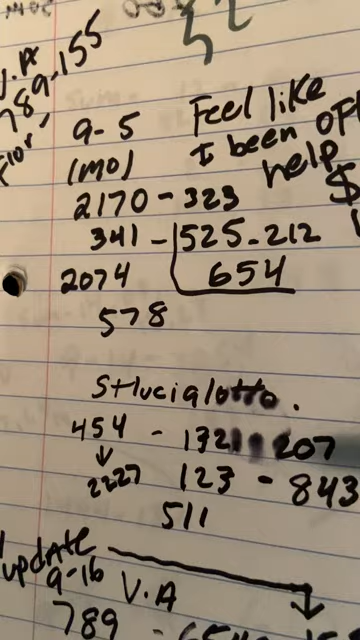 V.A
789-155
9-5
Feel like
I been
help
$
(mo)
2170 - 323
341 - 525-212
2074 654
578
Stlucialotto.
454 - 1321 207
↓
2227 123 - 843
511
update
9-16 V.A
789